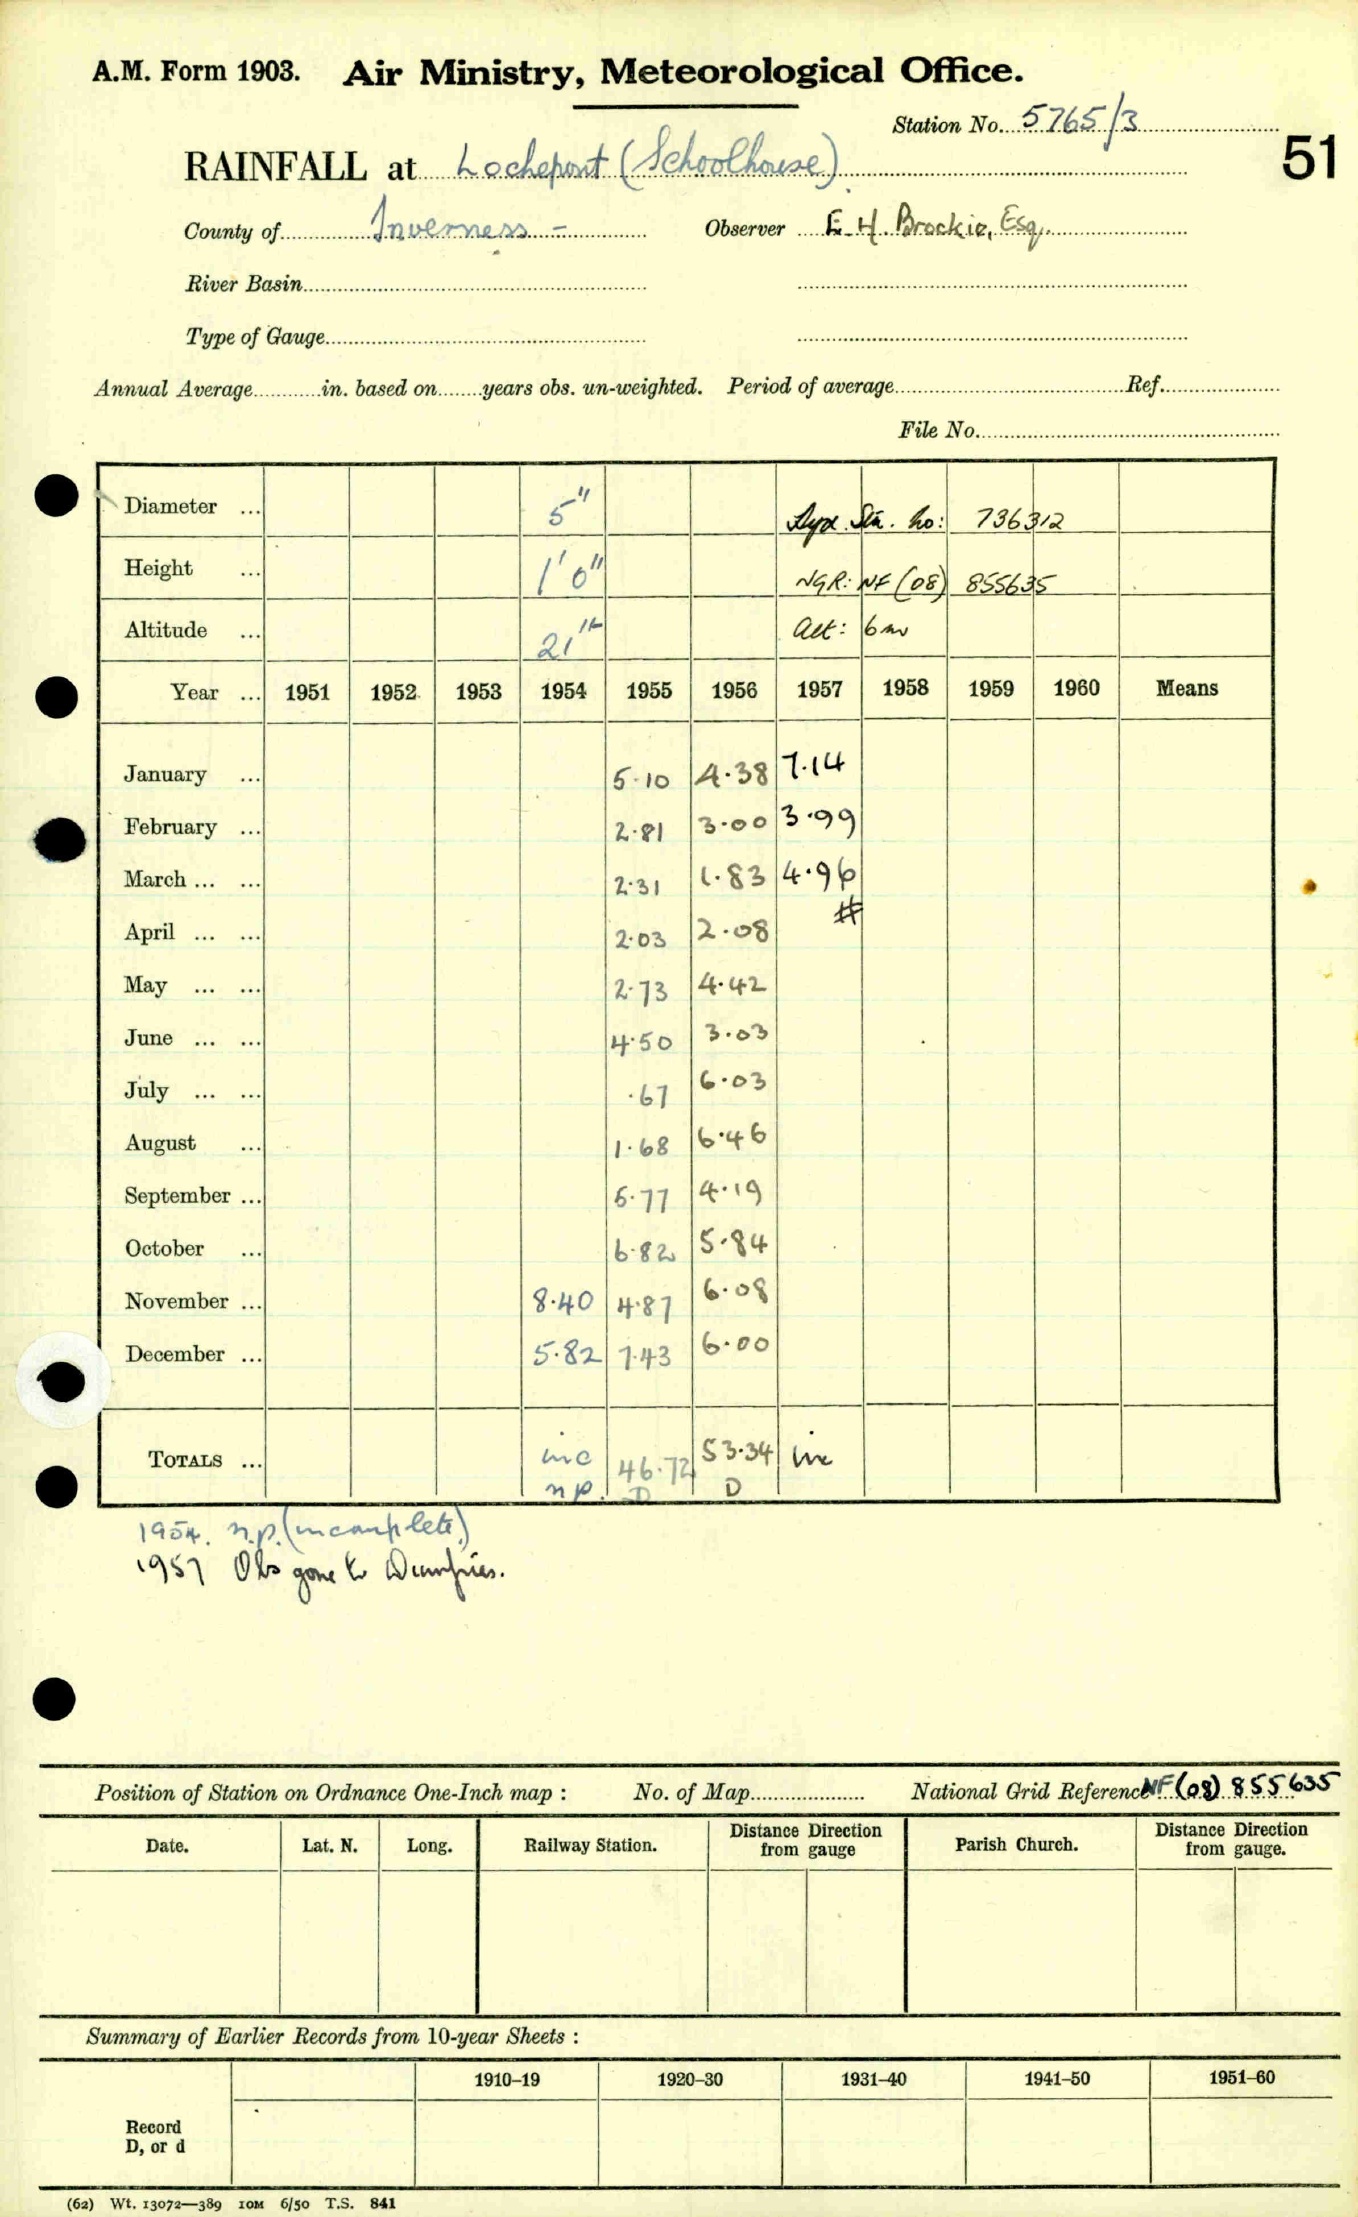 A.M. Form 1903. Air Ministry, Meteorological Office.
Station No. 5765/3
51
RAINFALL at Locheport (Schoolhouse)
County of Inverness - Observer E. H. Brockie, Esq.
River Basin
Type of Gauge
Annual Average in. based on years obs. un-weighted. Period of average Ref.
File No.
Diameter ... 5" Hyd. Sta. no: 736312
Height ... 1'0" NGR: NF (08) 855635
Altitude ... 21ft Alt: 6m
Year ... 1951 1952 1953 1954 1955 1956 1957 1958 1959 1960 Means
January ... 5.10 4.38 7.14
February ... 2.81 3.00 3.99
March ... ... 2.31 1.83 4.96
#
April ... ... 2.03 2.08
May ... ... 2.73 4.42
June ... ... 4.50 3.03
July ... ... .67 6.03
August ... 1.68 6.46
September ... 5.77 4.19
October ... 6.82 5.84
November ... 8.40 4.87 6.08
December ... 5.82 7.43 6.00
TOTALS ... inc 46.72 53.34 inc
n.p. D D
1954. n.p. (incomplete)
1957 Obs gone to Dumfries.
Position of Station on Ordnance One-Inch map : No. of Map National Grid Reference NF (08) 855635
Date. Lat. N. Long. Railway Station. Distance Direction from gauge Parish Church. Distance Direction from gauge.
Summary of Earlier Records from 10-year Sheets :
1910–19 1920–30 1931–40 1941–50 1951–60
Record
D, or d
(62) Wt. 13072—389 10M 6/50 T.S. 841